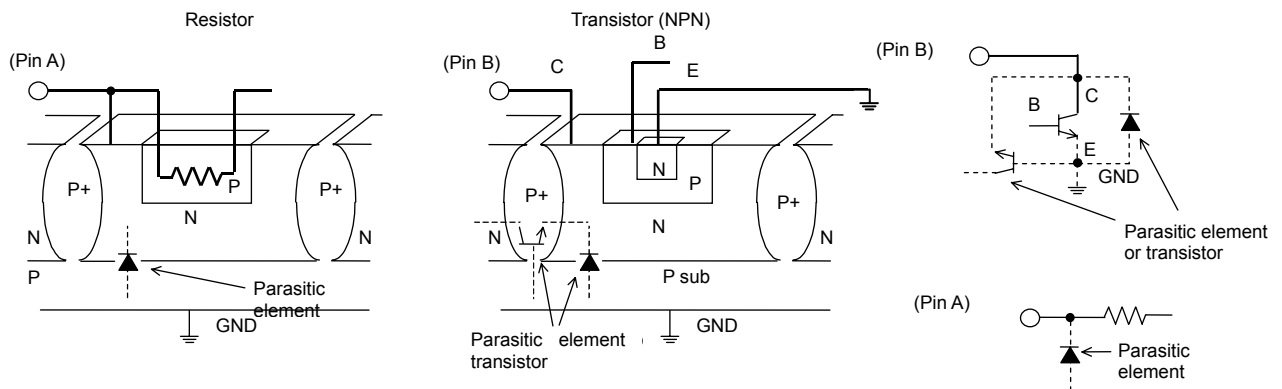 Resistor
(Pin A)
P+
P
P+
N
N
N
P
Parasitic
element
GND
Transistor (NPN)
B
(Pin B)
C
E
N
P+
P
P+
N
N
N
P sub
GND
Parasitic element
transistor
(Pin B)
B
C
E
GND
Parasitic element
or transistor
(Pin A)
Parasitic
element